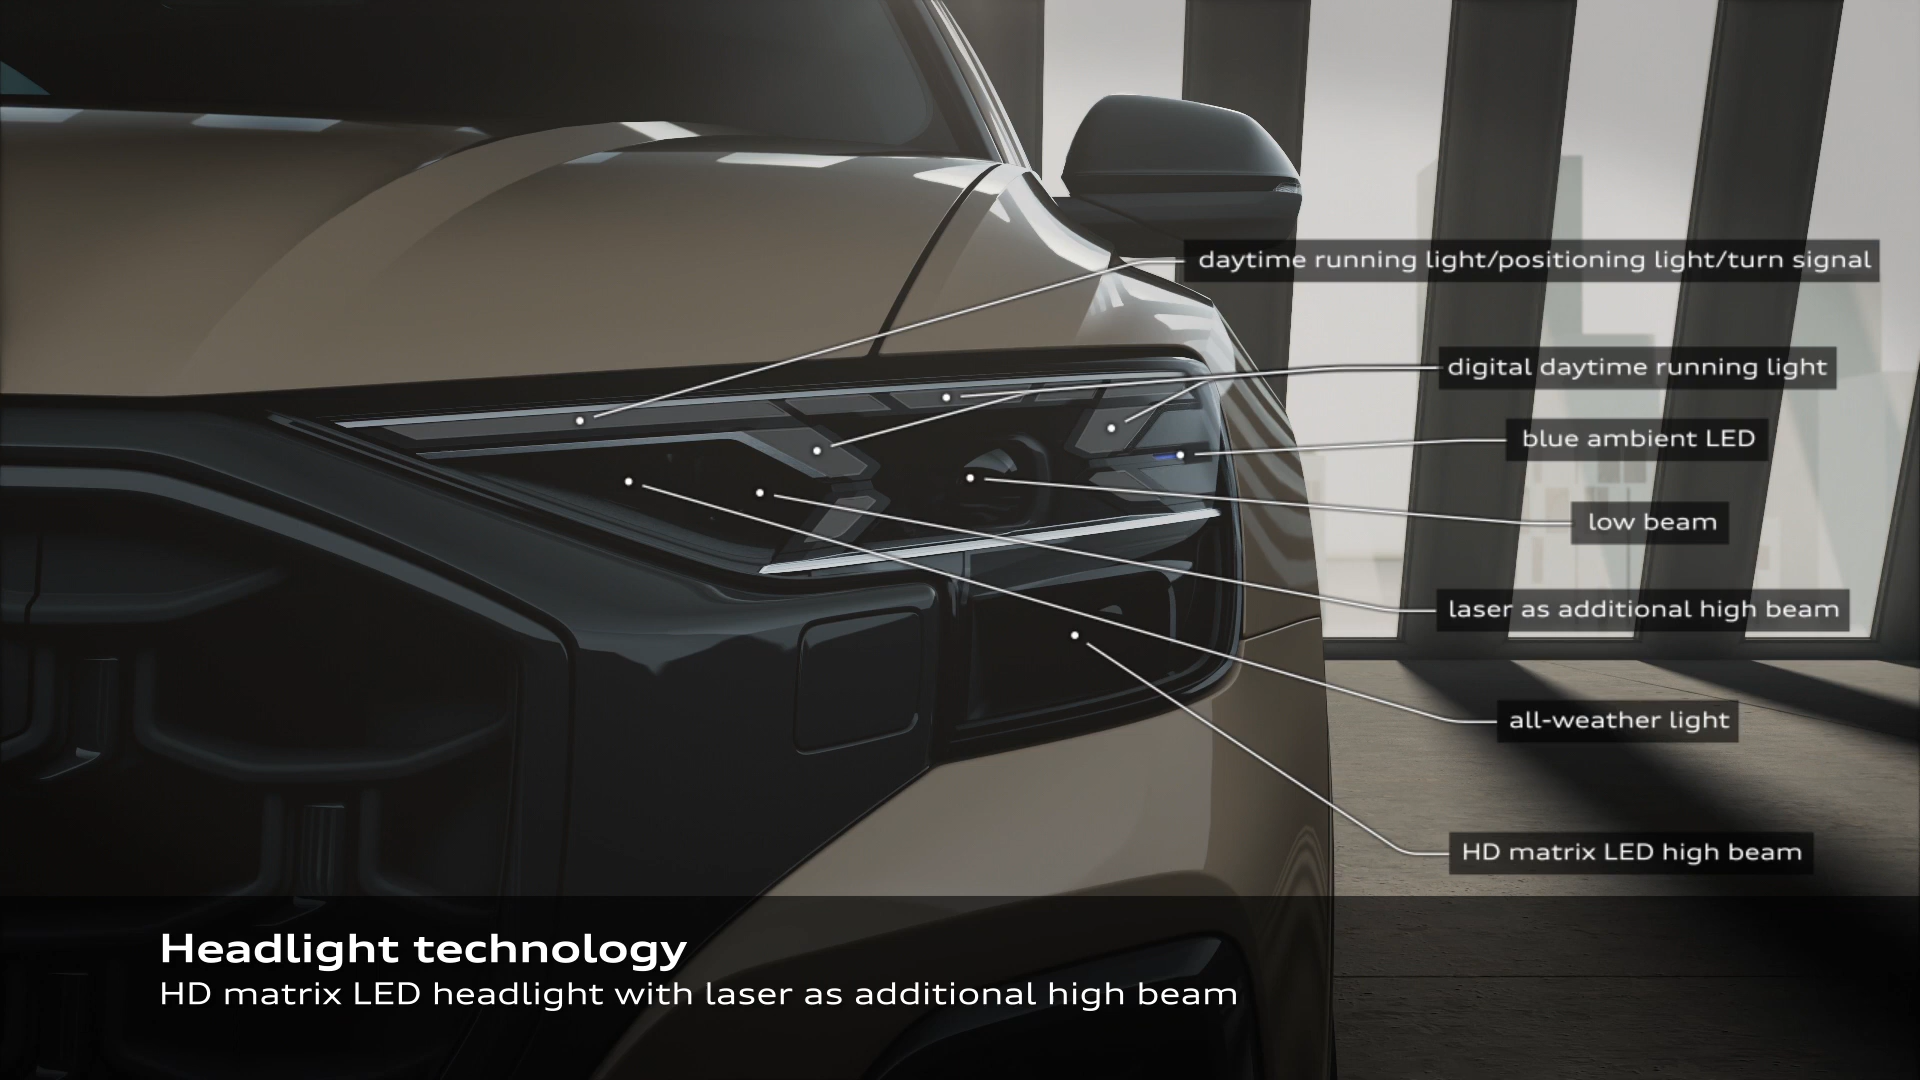 daytime running light/positioning light/turn signal
digital daytime running light
blue ambient LED
low beam
laser as additional high beam
all-weather light
HD matrix LED high beam
Headlight technology
HD matrix LED headlight with laser as additional high beam